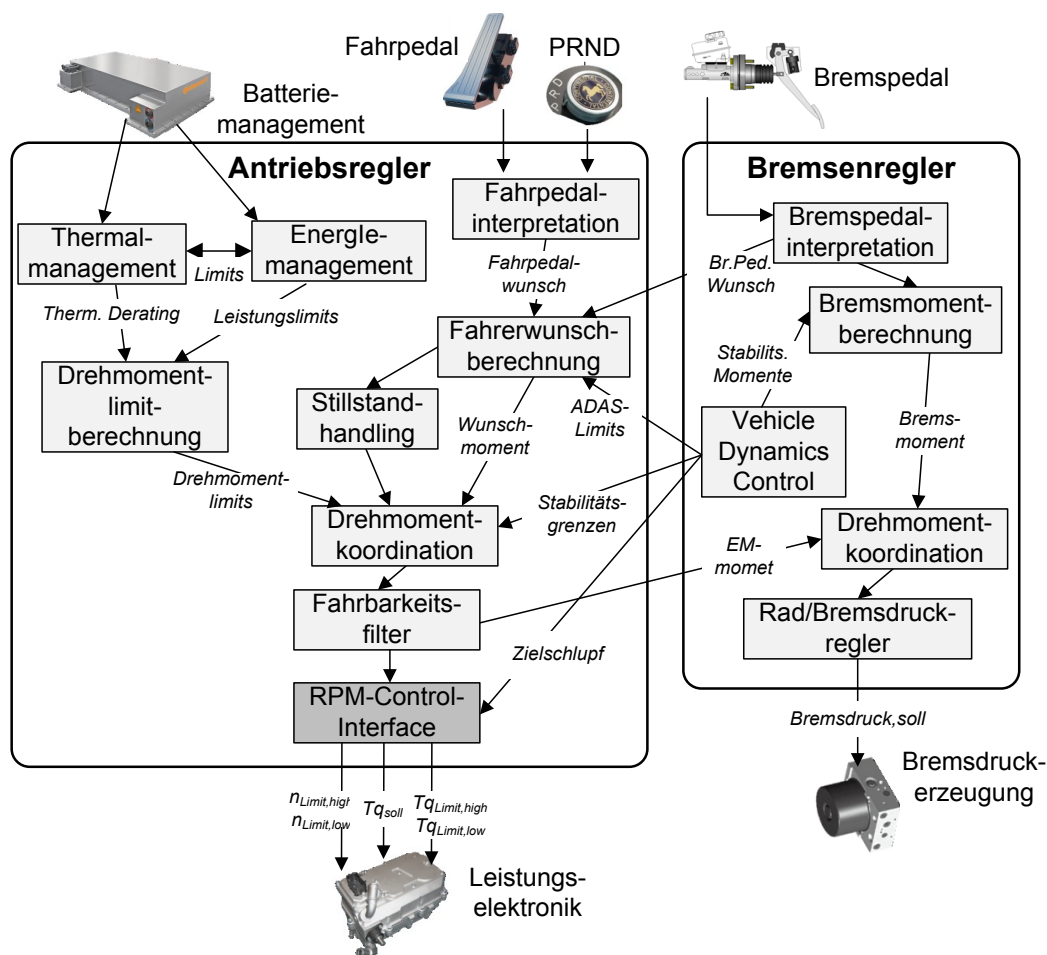 Fahrpedal
PRND
Bremspedal
Batterie-
management
P R D
Antriebsregler
Bremsenregler
Fahrpedal-
interpretation
Bremspedal-
interpretation
Thermal-
management
Energie-
management
Limits
Fahrpedal-
wunsch
Br.Ped.
Wunsch
Therm. Derating
Leistungslimits
Bremsmoment-
berechnung
Fahrerwunsch-
berechnung
Stabilits.
Momente
Drehmoment-
limit-
berechnung
Stillstand-
handling
Wunsch-
moment
ADAS-
Limits
Vehicle
Dynamics
Control
Brems-
moment
Drehmoment-
limits
Stabilitäts-
grenzen
Drehmoment-
koordination
EM-
momet
Drehmoment-
koordination
Fahrbarkeits-
filter
Rad/Bremsdruck-
regler
Zielschlupf
RPM-Control-
Interface
Bremsdruck,soll
nLimit,high
nLimit,low
Tqsoll
TqLimit,high
TqLimit,low
Bremsdruck-
erzeugung
Leistungs-
elektronik